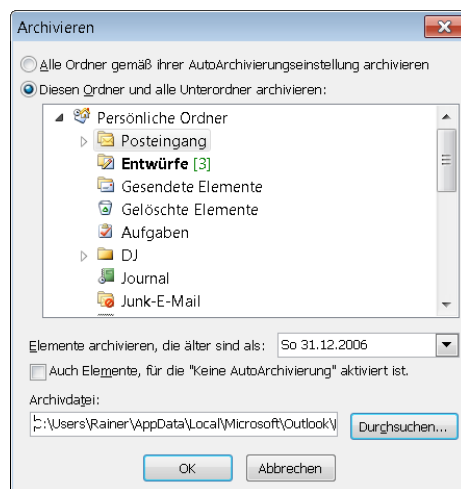 Archivieren
Alle Ordner gemäß ihrer AutoArchivierungseinstellung archivieren
Diesen Ordner und alle Unterordner archivieren:
Persönliche Ordner
Posteingang
Entwürfe [3]
Gesendete Elemente
Gelöschte Elemente
Aufgaben
DJ
Journal
Junk-E-Mail
Elemente archivieren, die älter sind als: So 31.12.2006
Auch Elemente, für die "Keine AutoArchivierung" aktiviert ist.
Archivdatei:
C:\Users\Rainer\AppData\Local\Microsoft\Outlook\ Durchsuchen...
OK Abbrechen